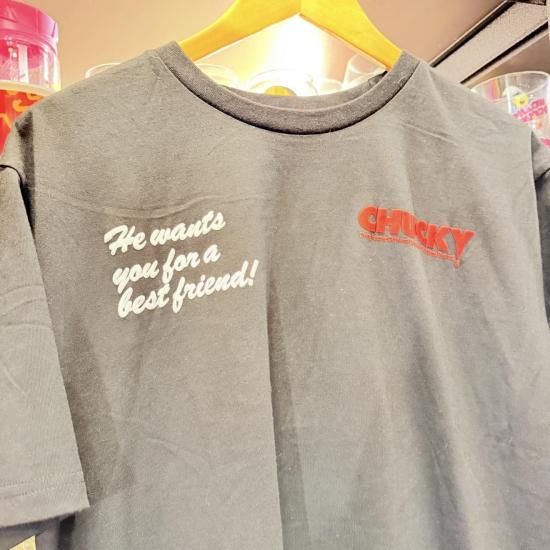 He wants
you for a
best friend!
CHUCKY